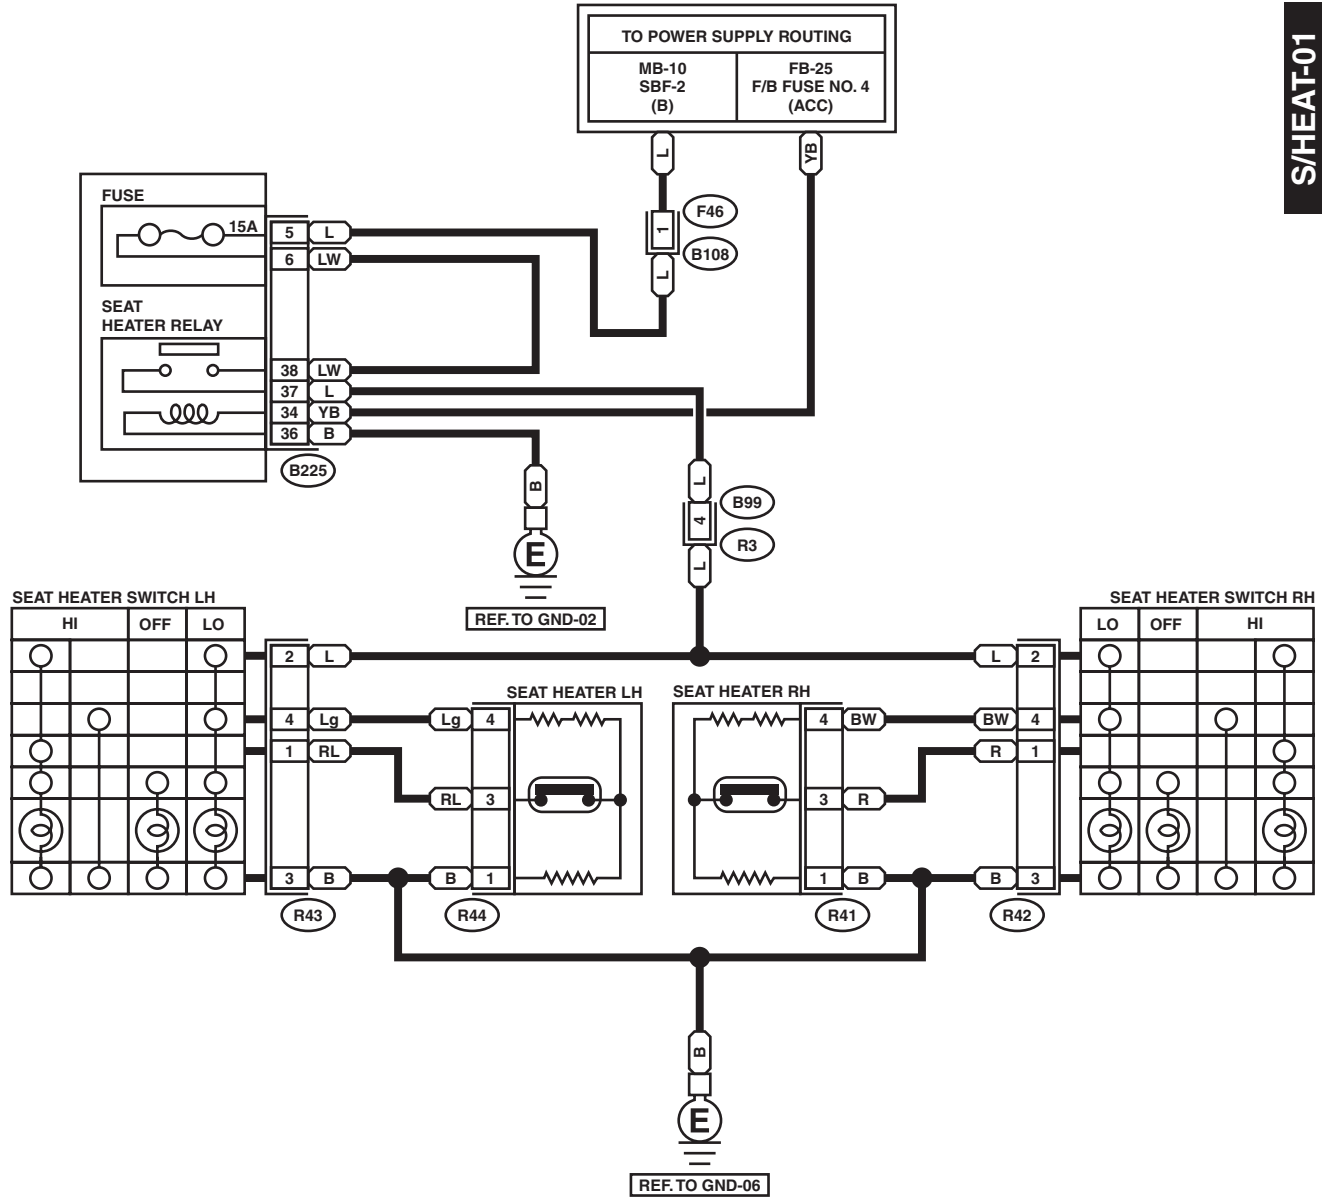 S/HEAT-01
TO POWER SUPPLY ROUTING
MB-10
SBF-2
(B)
FB-25
F/B FUSE NO. 4
(ACC)
L
YB
FUSE
15A
5 L
6 LW
1
F46
B108
L
SEAT
HEATER RELAY
38 LW
37 L
34 YB
36 B
B225
B
E
REF. TO GND-02
L
4
B99
R3
L
SEAT HEATER SWITCH LH
HI OFF LO
SEAT HEATER SWITCH RH
LO OFF HI
2 L
L 2
SEAT HEATER LH
SEAT HEATER RH
4 Lg
Lg 4
4 BW
BW 4
1 RL
R 1
RL 3
3 R
3 B
B 1
1 B
B 3
R43
R44
R41
R42
B
E
REF. TO GND-06